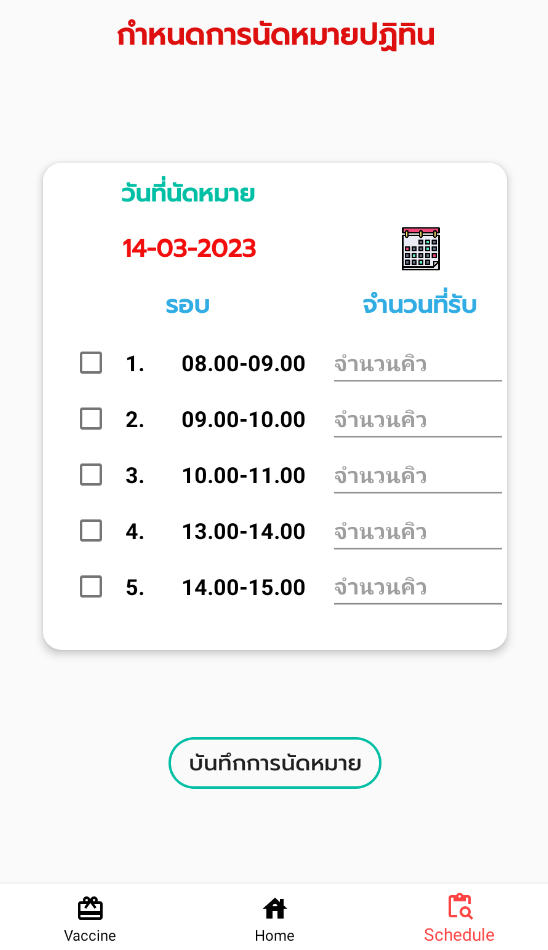 กำหนดการนัดหมายปฏิทิน
วันที่นัดหมาย
14-03-2023
รอบ จำนวนที่รับ
1. 08.00-09.00 จำนวนคิว
2. 09.00-10.00 จำนวนคิว
3. 10.00-11.00 จำนวนคิว
4. 13.00-14.00 จำนวนคิว
5. 14.00-15.00 จำนวนคิว
บันทึกการนัดหมาย
Vaccine Home Schedule